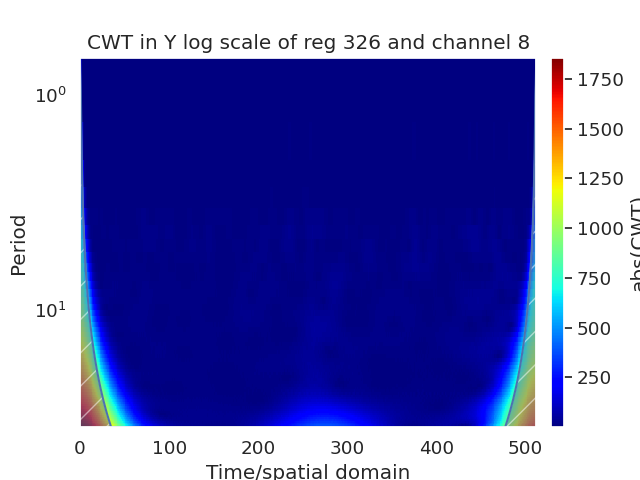 CWT in Y log scale of reg 326 and channel 8
10⁰
10¹
Period
0 100 200 300 400 500
Time/spatial domain
1750
1500
1250
1000
750
500
250
abs(CWT)